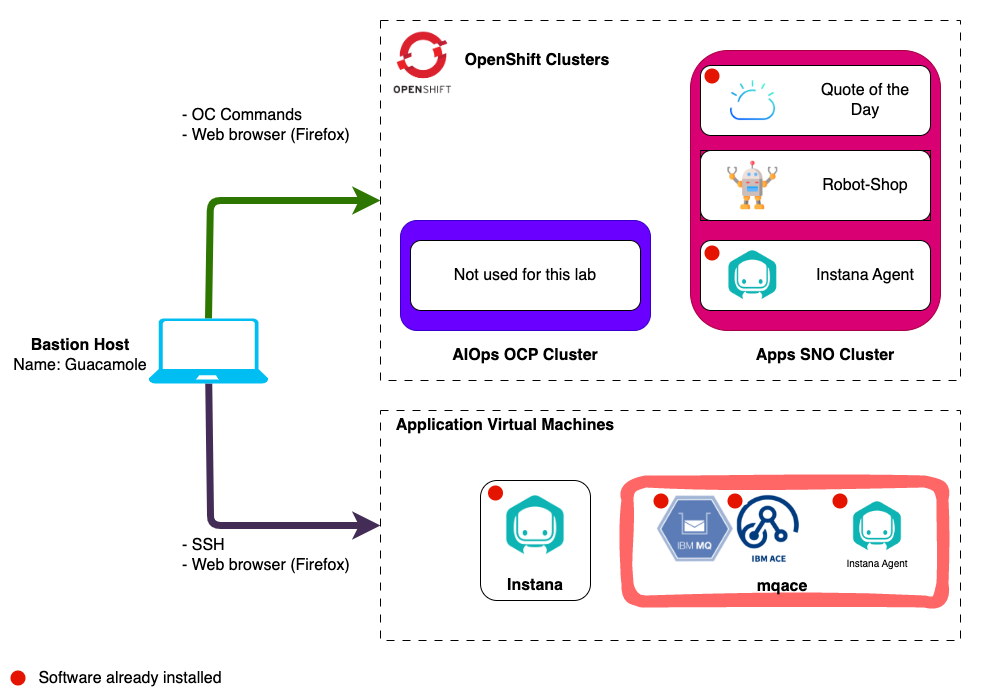 OpenShift Clusters
OPENSHIFT
- OC Commands
- Web browser (Firefox)
Quote of the
Day
Robot-Shop
Instana Agent
Not used for this lab
AIOps OCP Cluster
Apps SNO Cluster
Bastion Host
Name: Guacamole
Application Virtual Machines
- SSH
- Web browser (Firefox)
Instana
IBM MQ
IBM ACE
Instana Agent
mqace
Software already installed